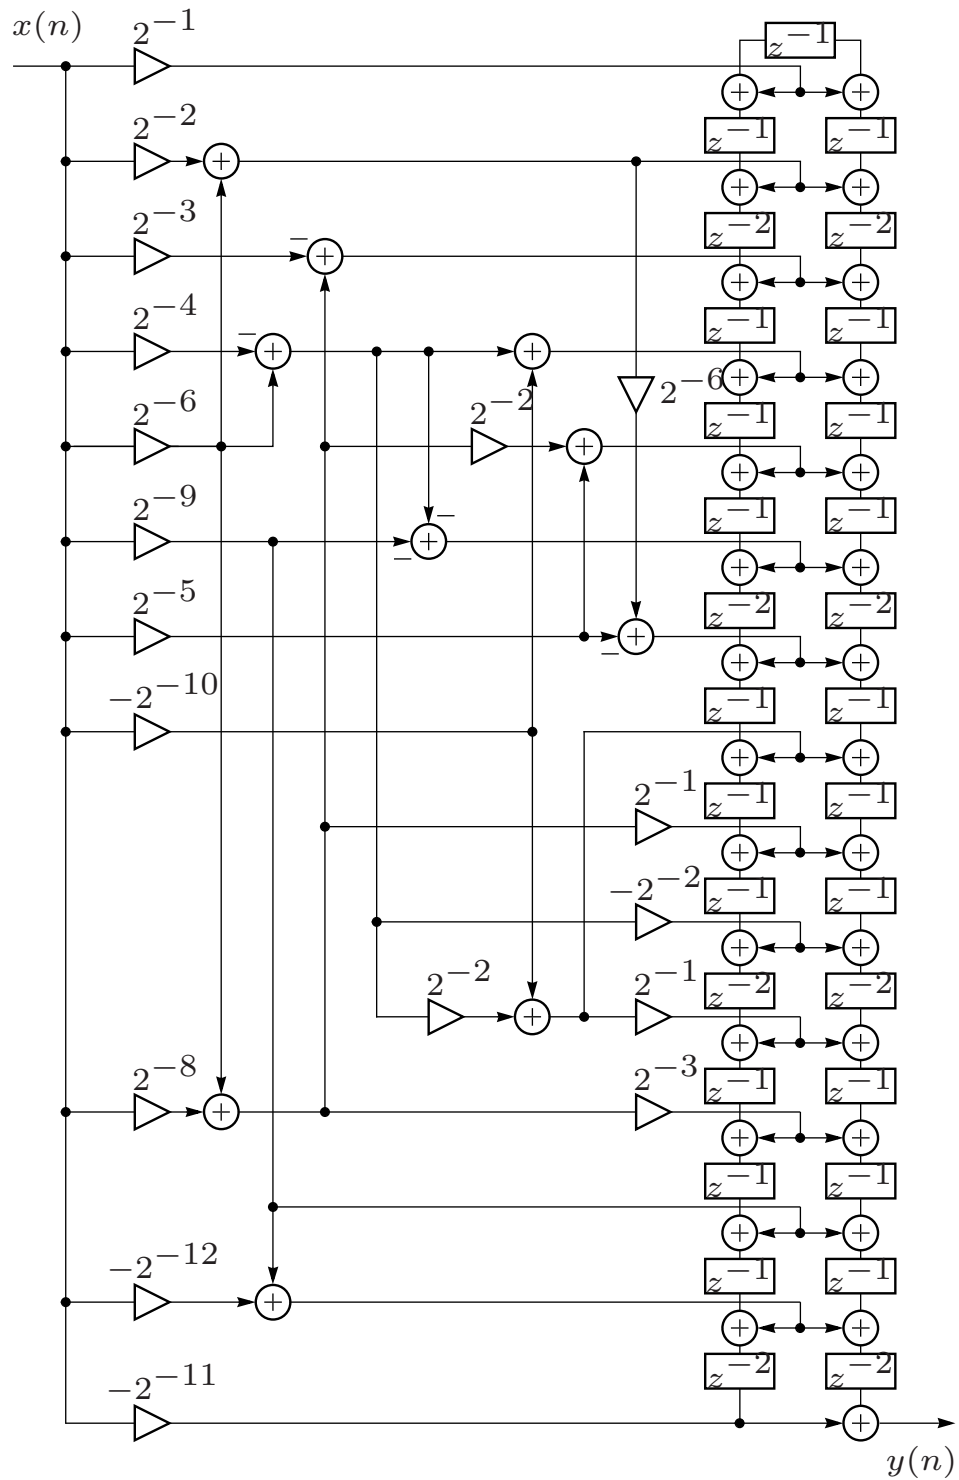 x(n)
2^{-1}
z^{-1}
+ +
2^{-2}
z^{-1} z^{-1}
+
+ +
2^{-3}
z^{-2} z^{-2}
− +
+ +
2^{-4}
z^{-1} z^{-1}
− + +
2^{-6} + +
2^{-6} 2^{-2}
z^{-1} z^{-1}
+
+ +
2^{-9}
z^{-1} z^{-1}
−
− +
+ +
2^{-5}
z^{-2} z^{-2}
− +
+ +
−2^{-10}
z^{-1} z^{-1}
+ +
2^{-1}
z^{-1} z^{-1}
+ +
−2^{-2}
z^{-1} z^{-1}
+ +
2^{-2} 2^{-1}
z^{-2} z^{-2}
+
+ +
2^{-8} 2^{-3}
z^{-1} z^{-1}
+
+ +
z^{-1} z^{-1}
+ +
−2^{-12}
z^{-1} z^{-1}
+
+ +
−2^{-11}
z^{-2} z^{-2}
+
y(n)